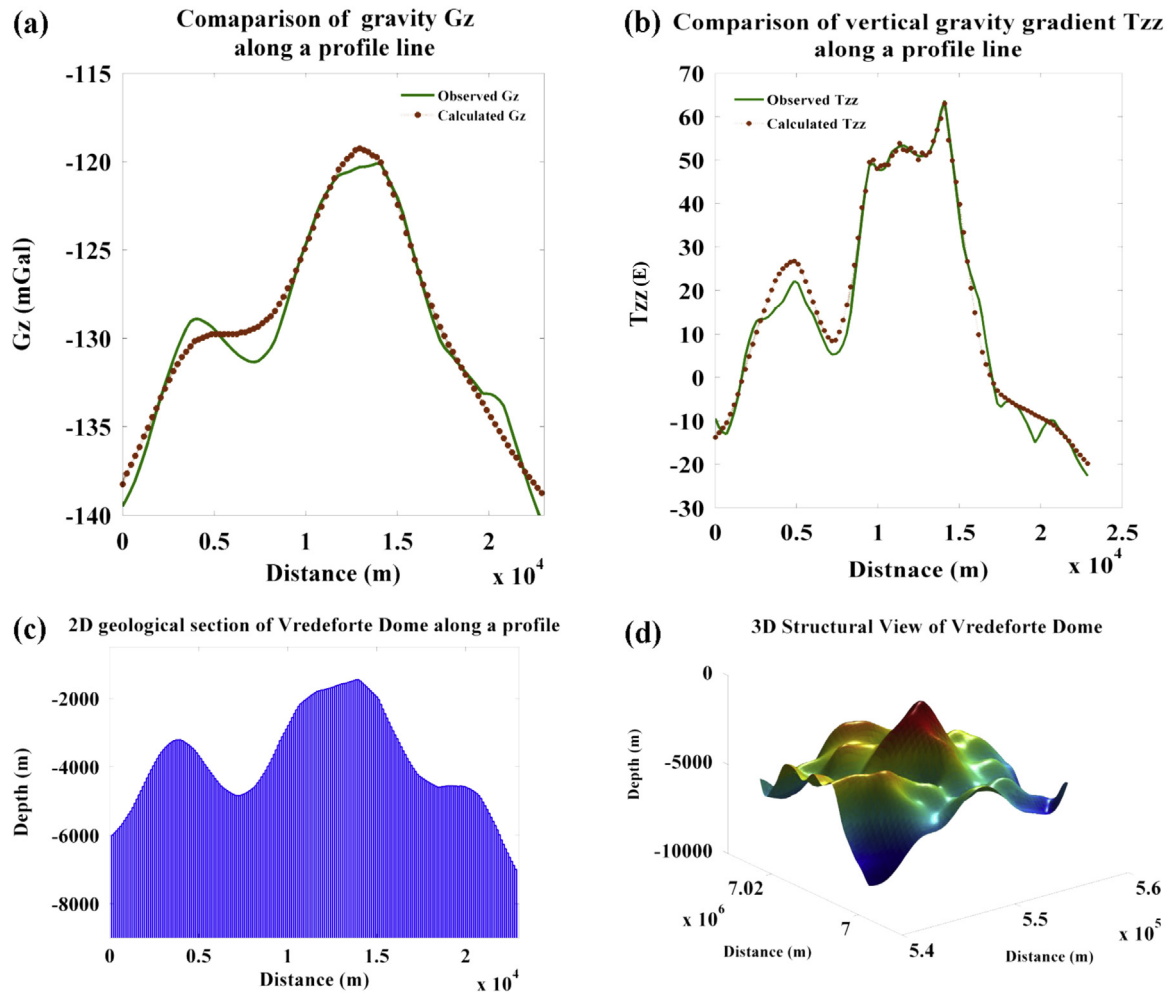 (a)
Comaparison of gravity Gz
along a profile line
-115
-120
-125
-130
-135
-140
Gz (mGal)
Observed Gz
Calculated Gz
0
0.5
1
1.5
2
x 10^4
Distance (m)
(b)
Comparison of vertical gravity gradient Tzz
along a profile line
70
60
50
40
30
20
10
0
-10
-20
-30
Tzz (E)
Observed Tzz
Calculated Tzz
0
0.5
1
1.5
2
2.5
x 10^4
Distnace (m)
(c)
2D geological section of Vredeforte Dome along a profile
-2000
-4000
-6000
-8000
Depth (m)
0
0.5
1
1.5
2
x 10^4
Distance (m)
(d)
3D Structural View of Vredeforte Dome
0
-5000
-10000
Depth (m)
7.02
7
x 10^6
Distance (m)
5.4
5.5
5.6
x 10^5
Distance (m)